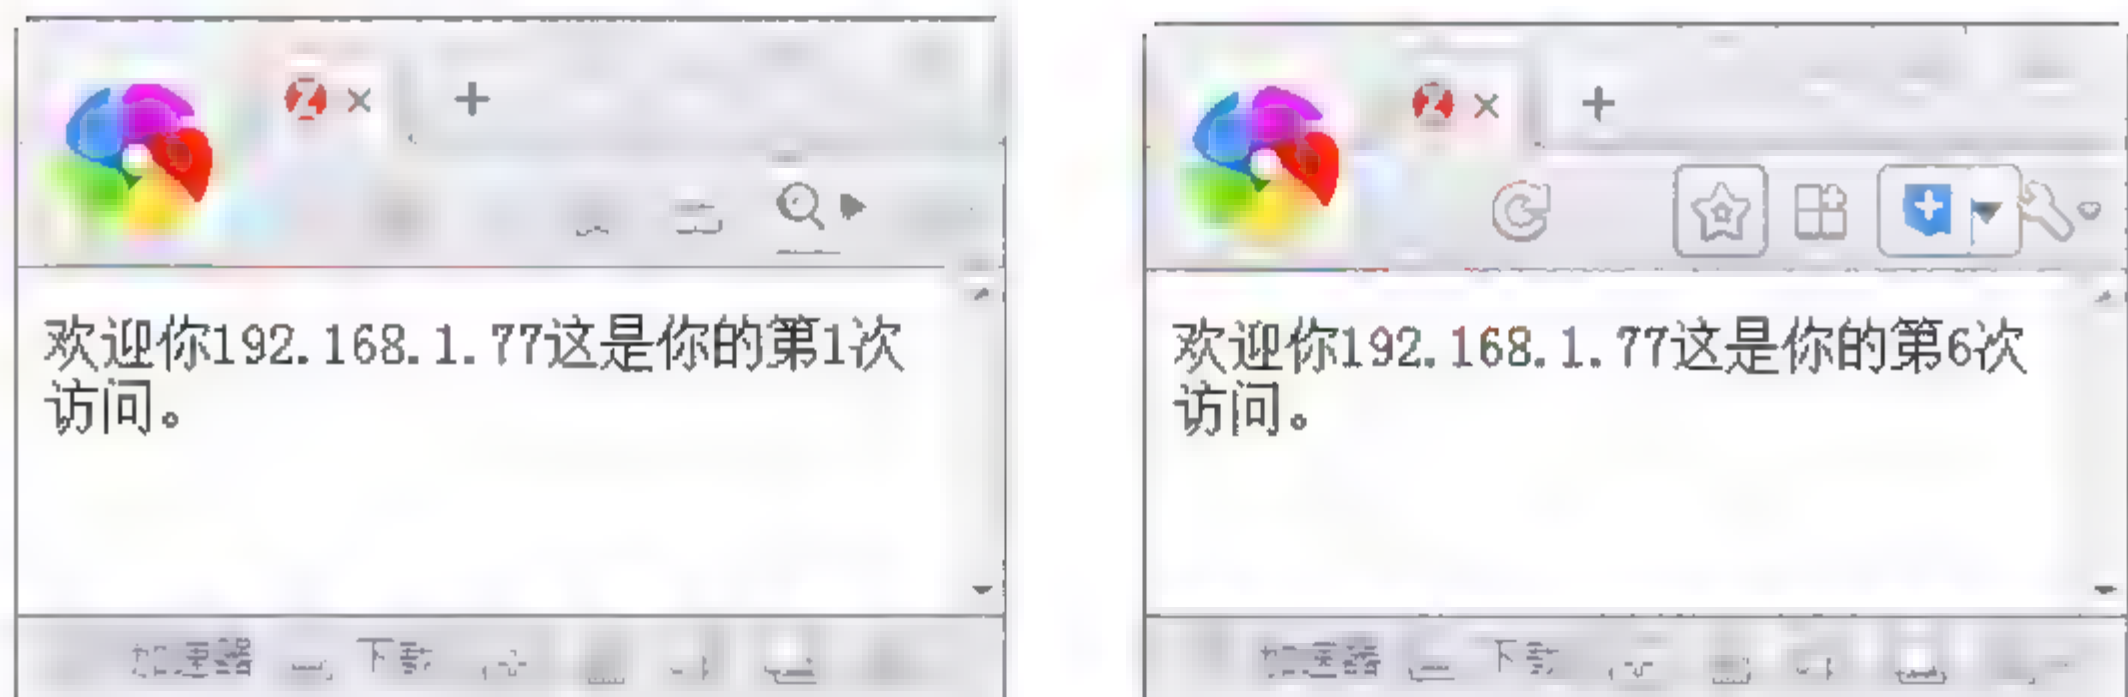 欢迎你192.168.1.77这是你的第1次
访问。
欢迎你192.168.1.77这是你的第6次
访问。